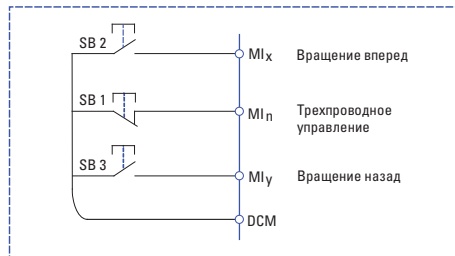 SB 2 MIx Вращение вперед
SB 1 MIn Трехпроводное
управление
SB 3 MIy Вращение назад
DCM